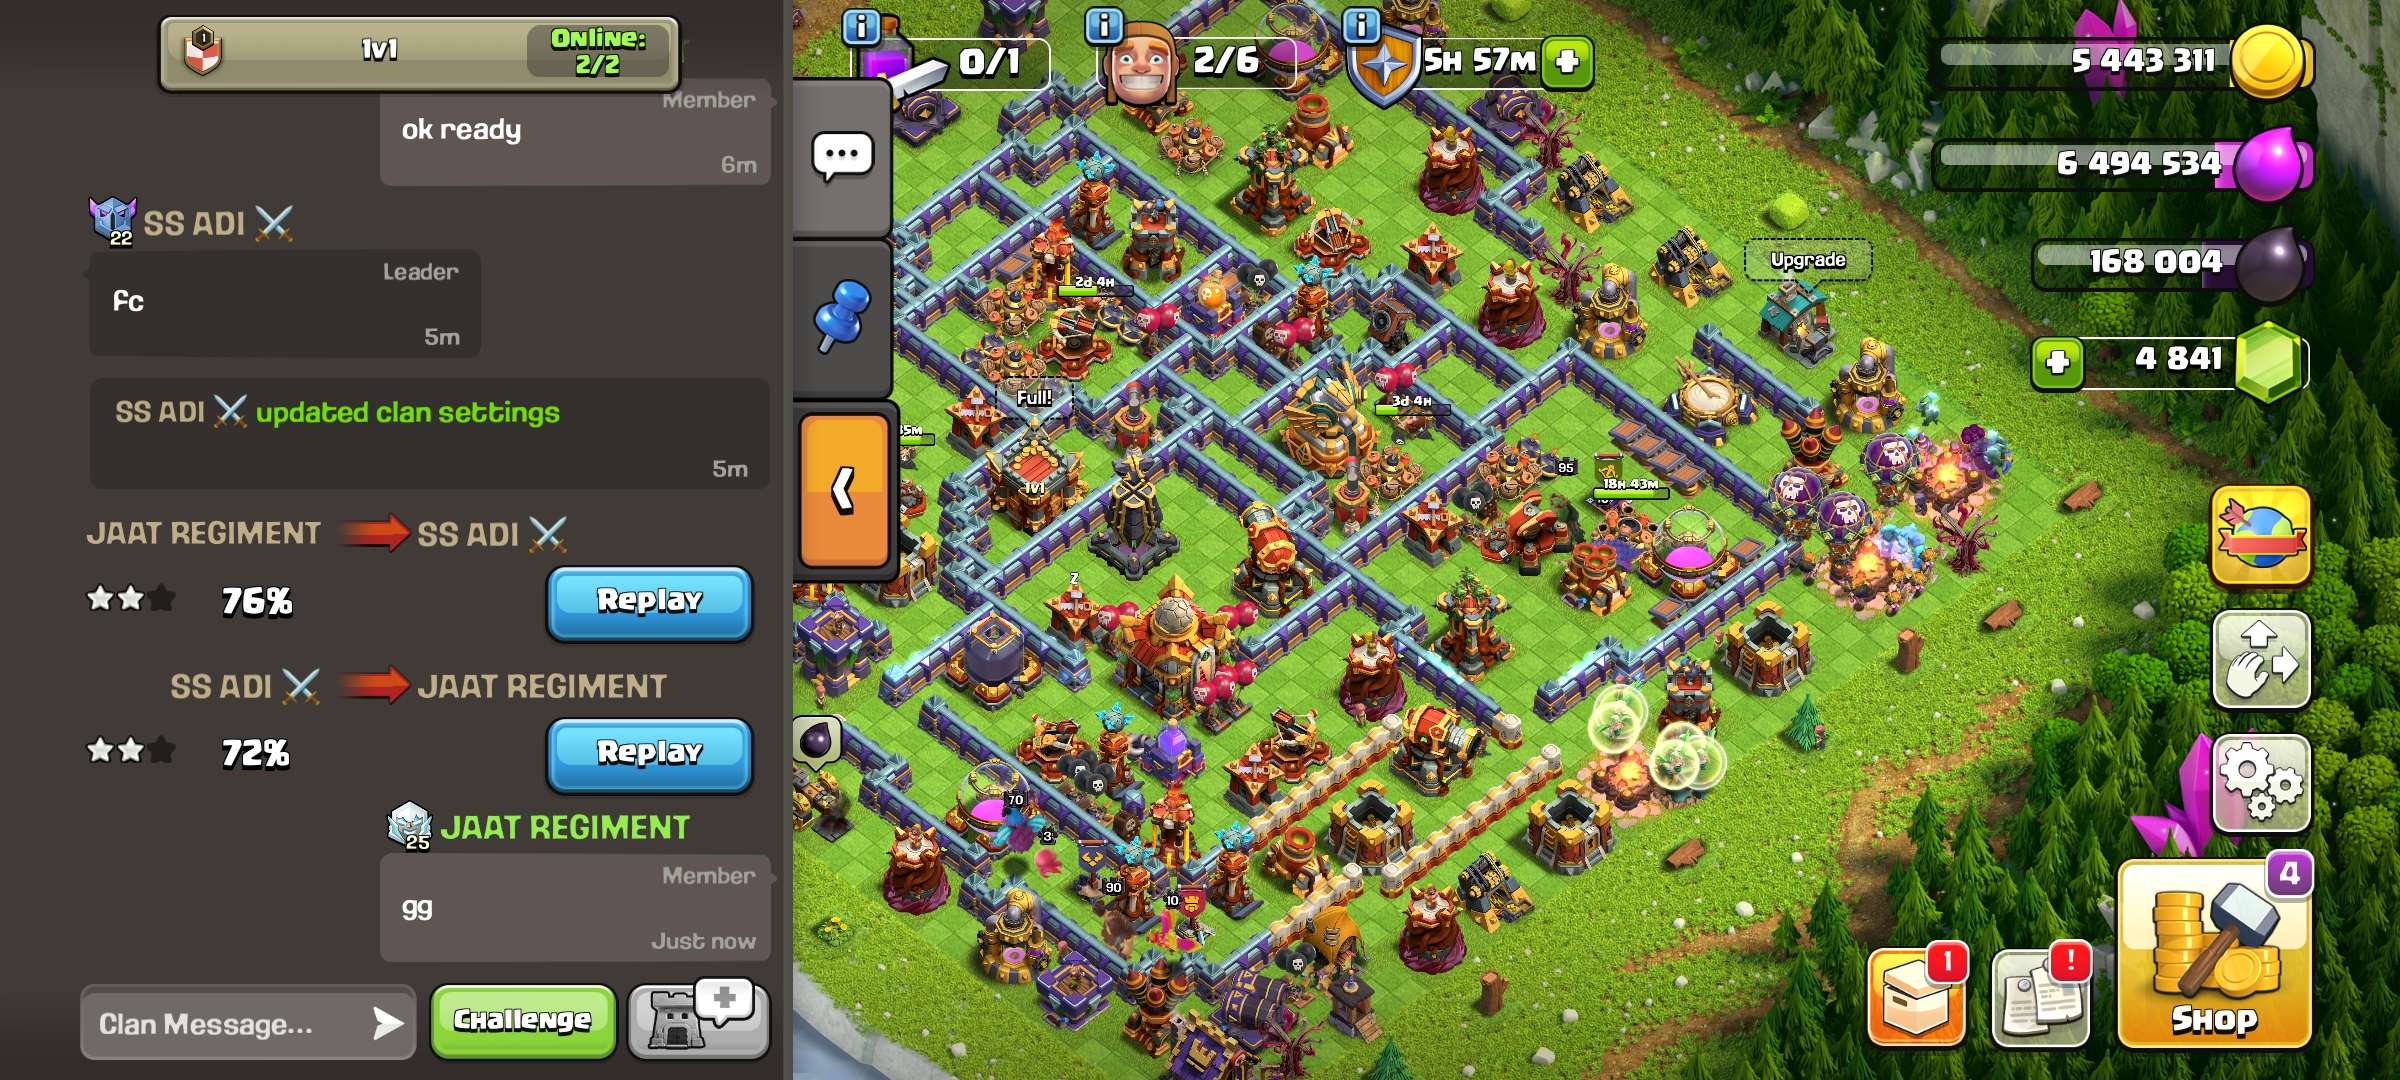 1v1
Online:
2/2
Member
ok ready
6m
22
SS ADI
Leader
fc
5m
SS ADI updated clan settings
5m
JAAT REGIMENT SS ADI
76%
Replay
SS ADI JAAT REGIMENT
72%
Replay
25
JAAT REGIMENT
Member
gg
Just now
Clan Message...
Challenge
0/1
2/6
5H 57M
5 443 311
6 494 534
168 004
4 841
Upgrade
2d 4H
Full!
3d 4H
1v1
95
18H 43M
Z
70
3
90
10
1
!
4
Shop